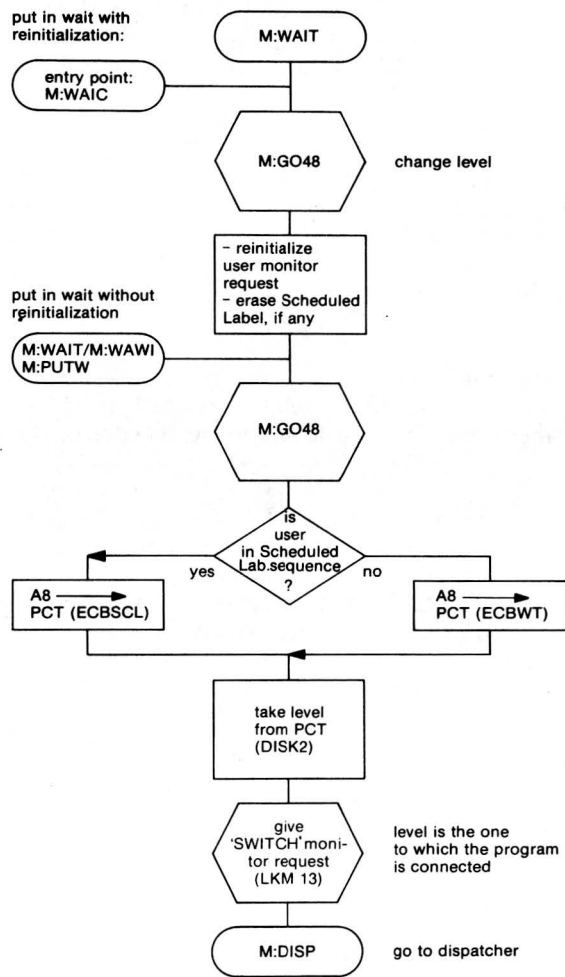 put in wait with
reinitialization:
M:WAIT
entry point:
M:WAIC
M:GO48
change level
– reinitialize
user monitor
request
– erase Scheduled
Label, if any
put in wait without
reinitialization
M:WAIT/M:WAWI
M:PUTW
M:GO48
is
user
in Scheduled
Lab.sequence
?
yes
no
A8
PCT (ECBSCL)
A8
PCT (ECBWT)
take level
from PCT
(DISK2)
give
'SWITCH' moni-
tor request
(LKM 13)
level is the one
to which the program
is connected
M:DISP
go to dispatcher